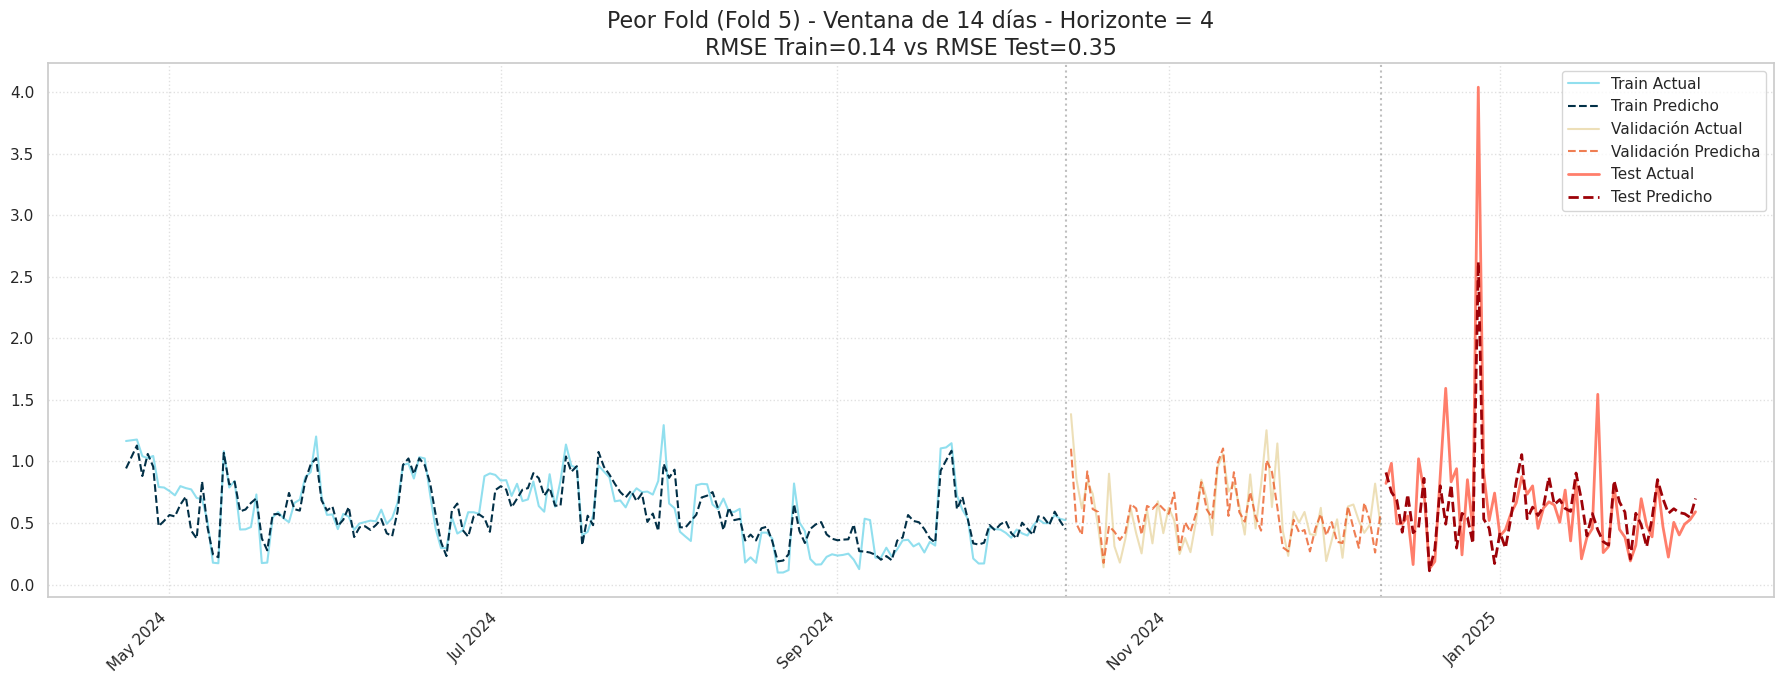 Peor Fold (Fold 5) - Ventana de 14 días - Horizonte = 4
RMSE Train=0.14 vs RMSE Test=0.35
4.0
3.5
3.0
2.5
2.0
1.5
1.0
0.5
0.0
Train Actual
Train Predicho
Validación Actual
Validación Predicha
Test Actual
Test Predicho
May 2024
Jul 2024
Sep 2024
Nov 2024
Jan 2025